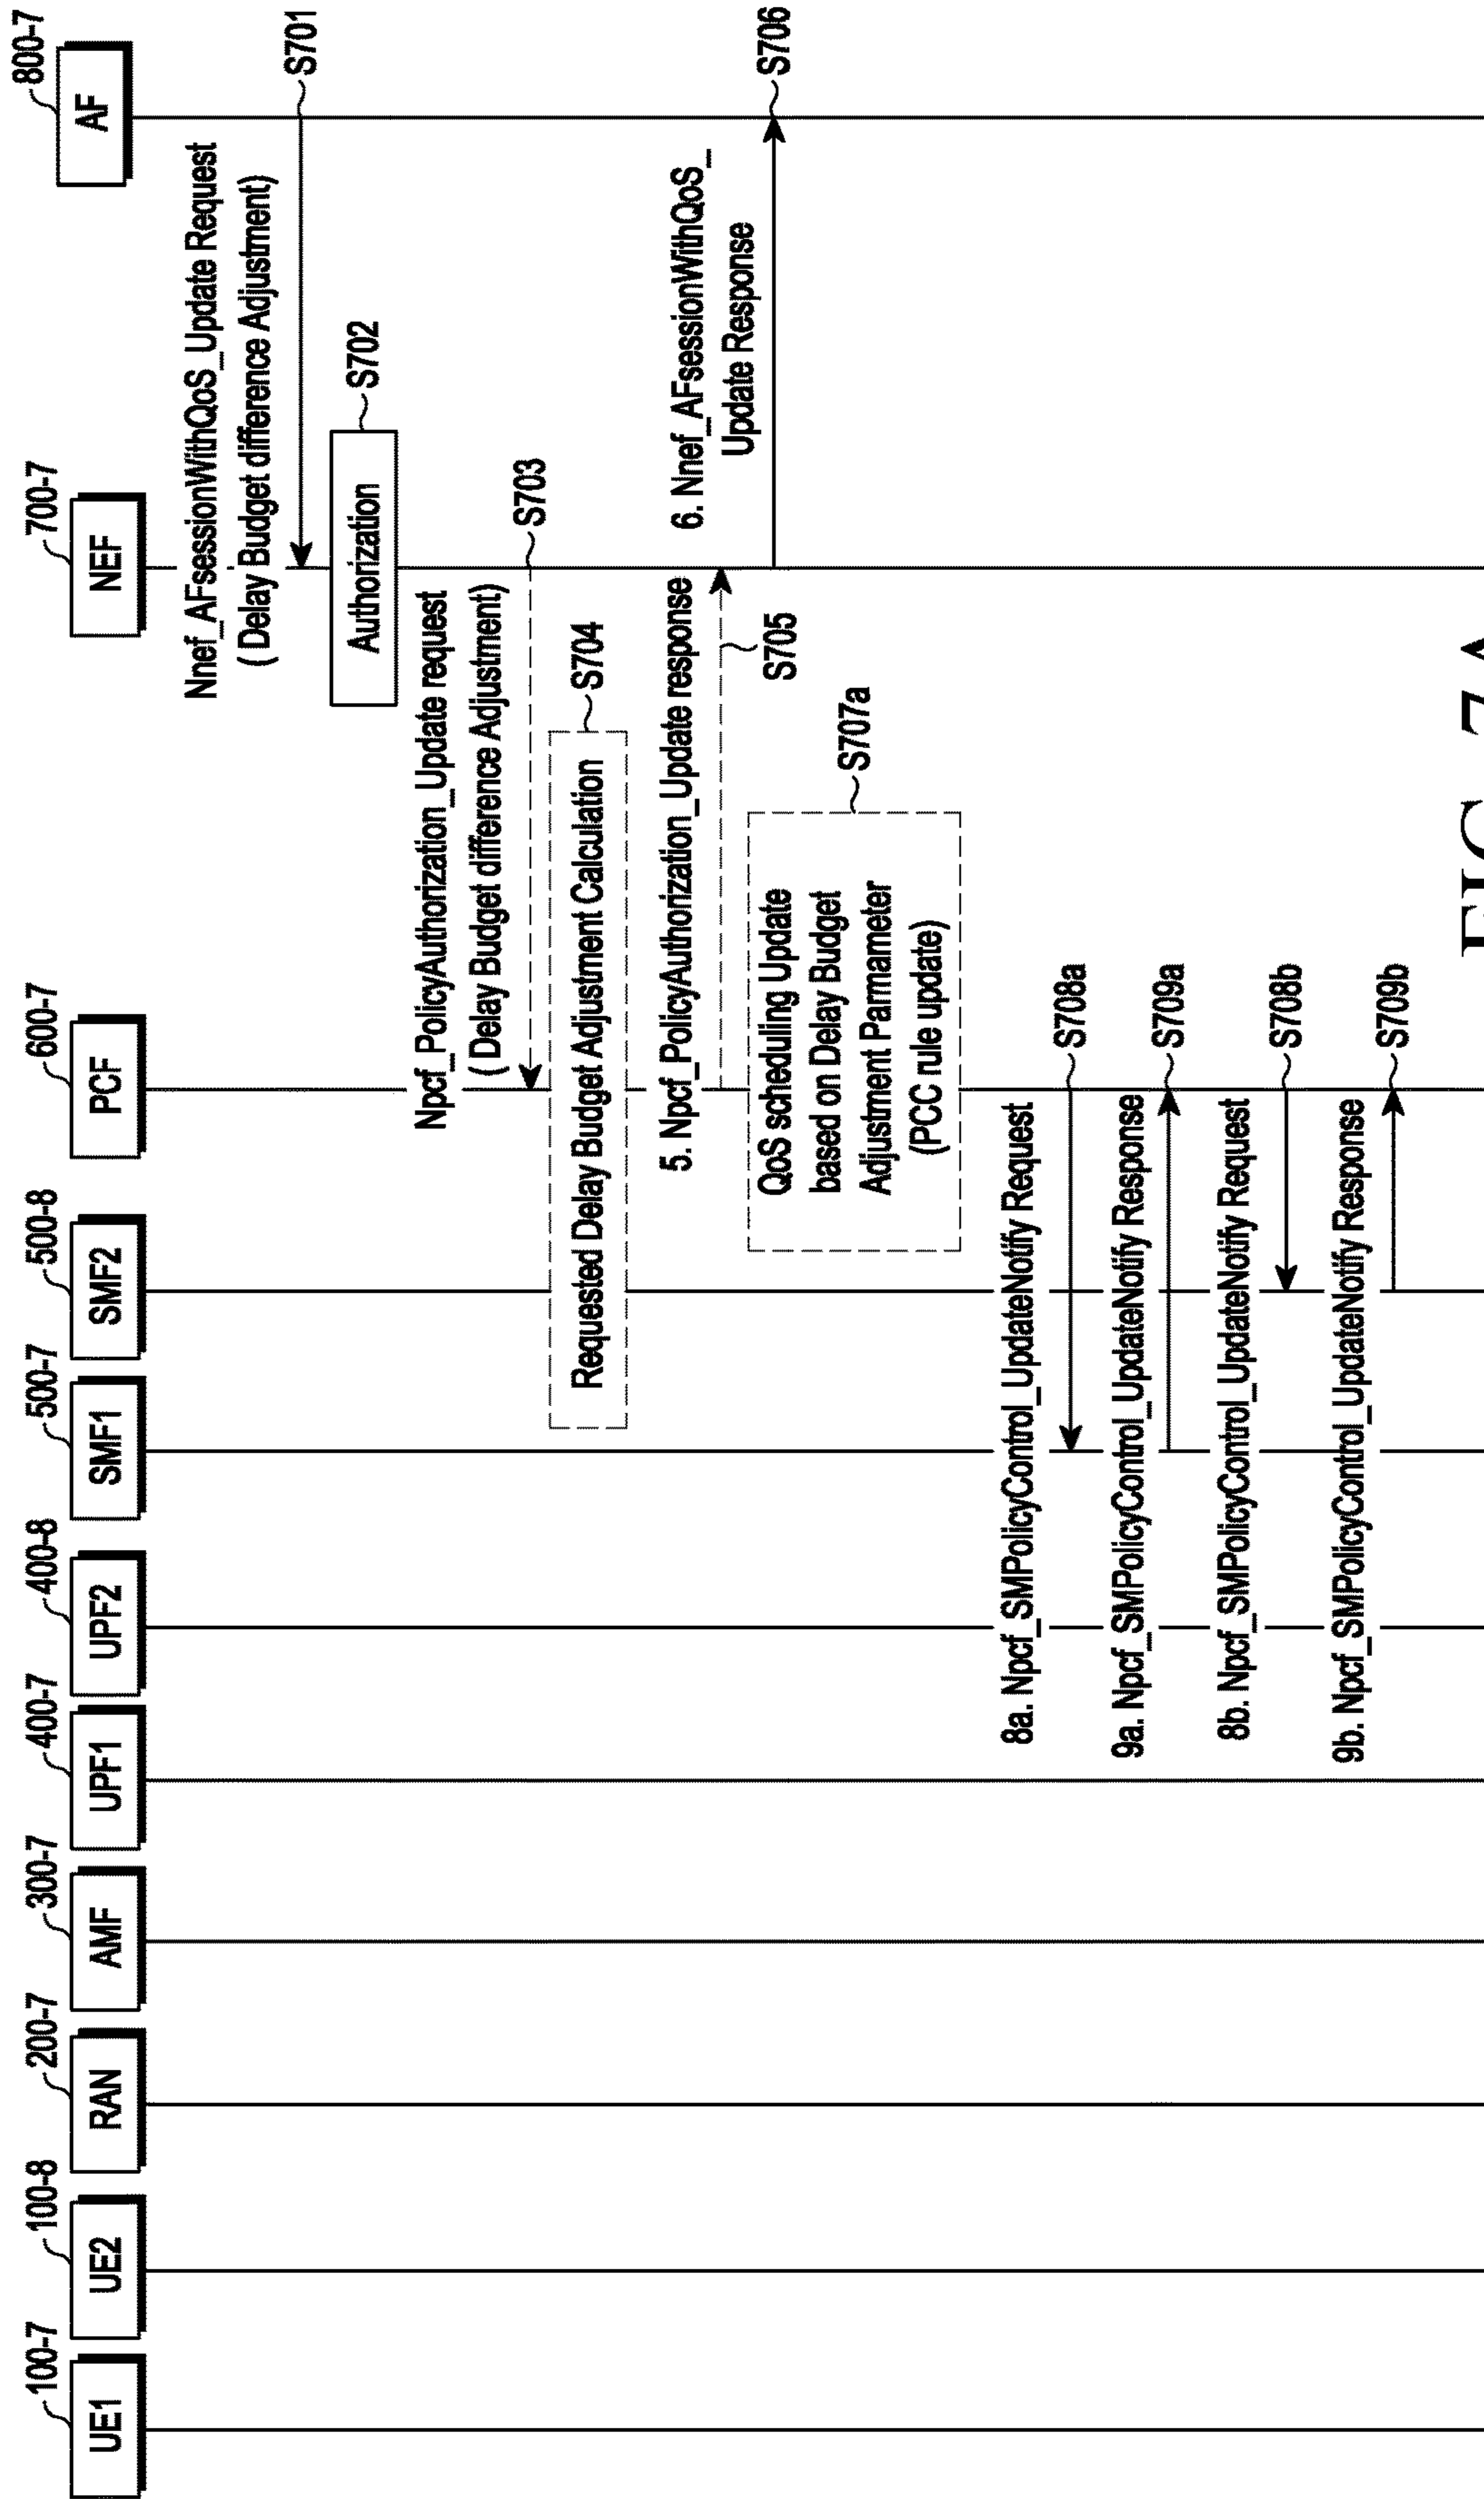 100-7
100-8
200-7
300-7
400-7
400-8
500-7
500-8
600-7
700-7
800-7
UE1
UE2
RAN
AMF
UPF1
UPF2
SMF1
SMF2
PCF
NEF
AF
Nnef_AFsessionWithQoS_Update Request
( Delay Budget difference Adjustment)
S701
Authorization
S702
Npcf_PolicyAuthorization_Update request
( Delay Budget difference Adjustment)
S703
Requested Delay Budget Adjustment Calculation
S704
5. Npcf_PolicyAuthorization_Update response
S705
6. Nnef_AFsessionWithQoS_
Update Response
S706
QoS scheduling Update
based on Delay Budget
Adjustment Parmameter
(PCC rule update)
S707a
8a. Npcf_SMPolicyControl_UpdateNotify Request
S708a
9a. Npcf_SMPolicyControl_UpdateNotify Response
S709a
8b. Npcf_SMPolicyControl_UpdateNotify Request
S708b
9b. Npcf_SMPolicyControl_UpdateNotify Response
S709b